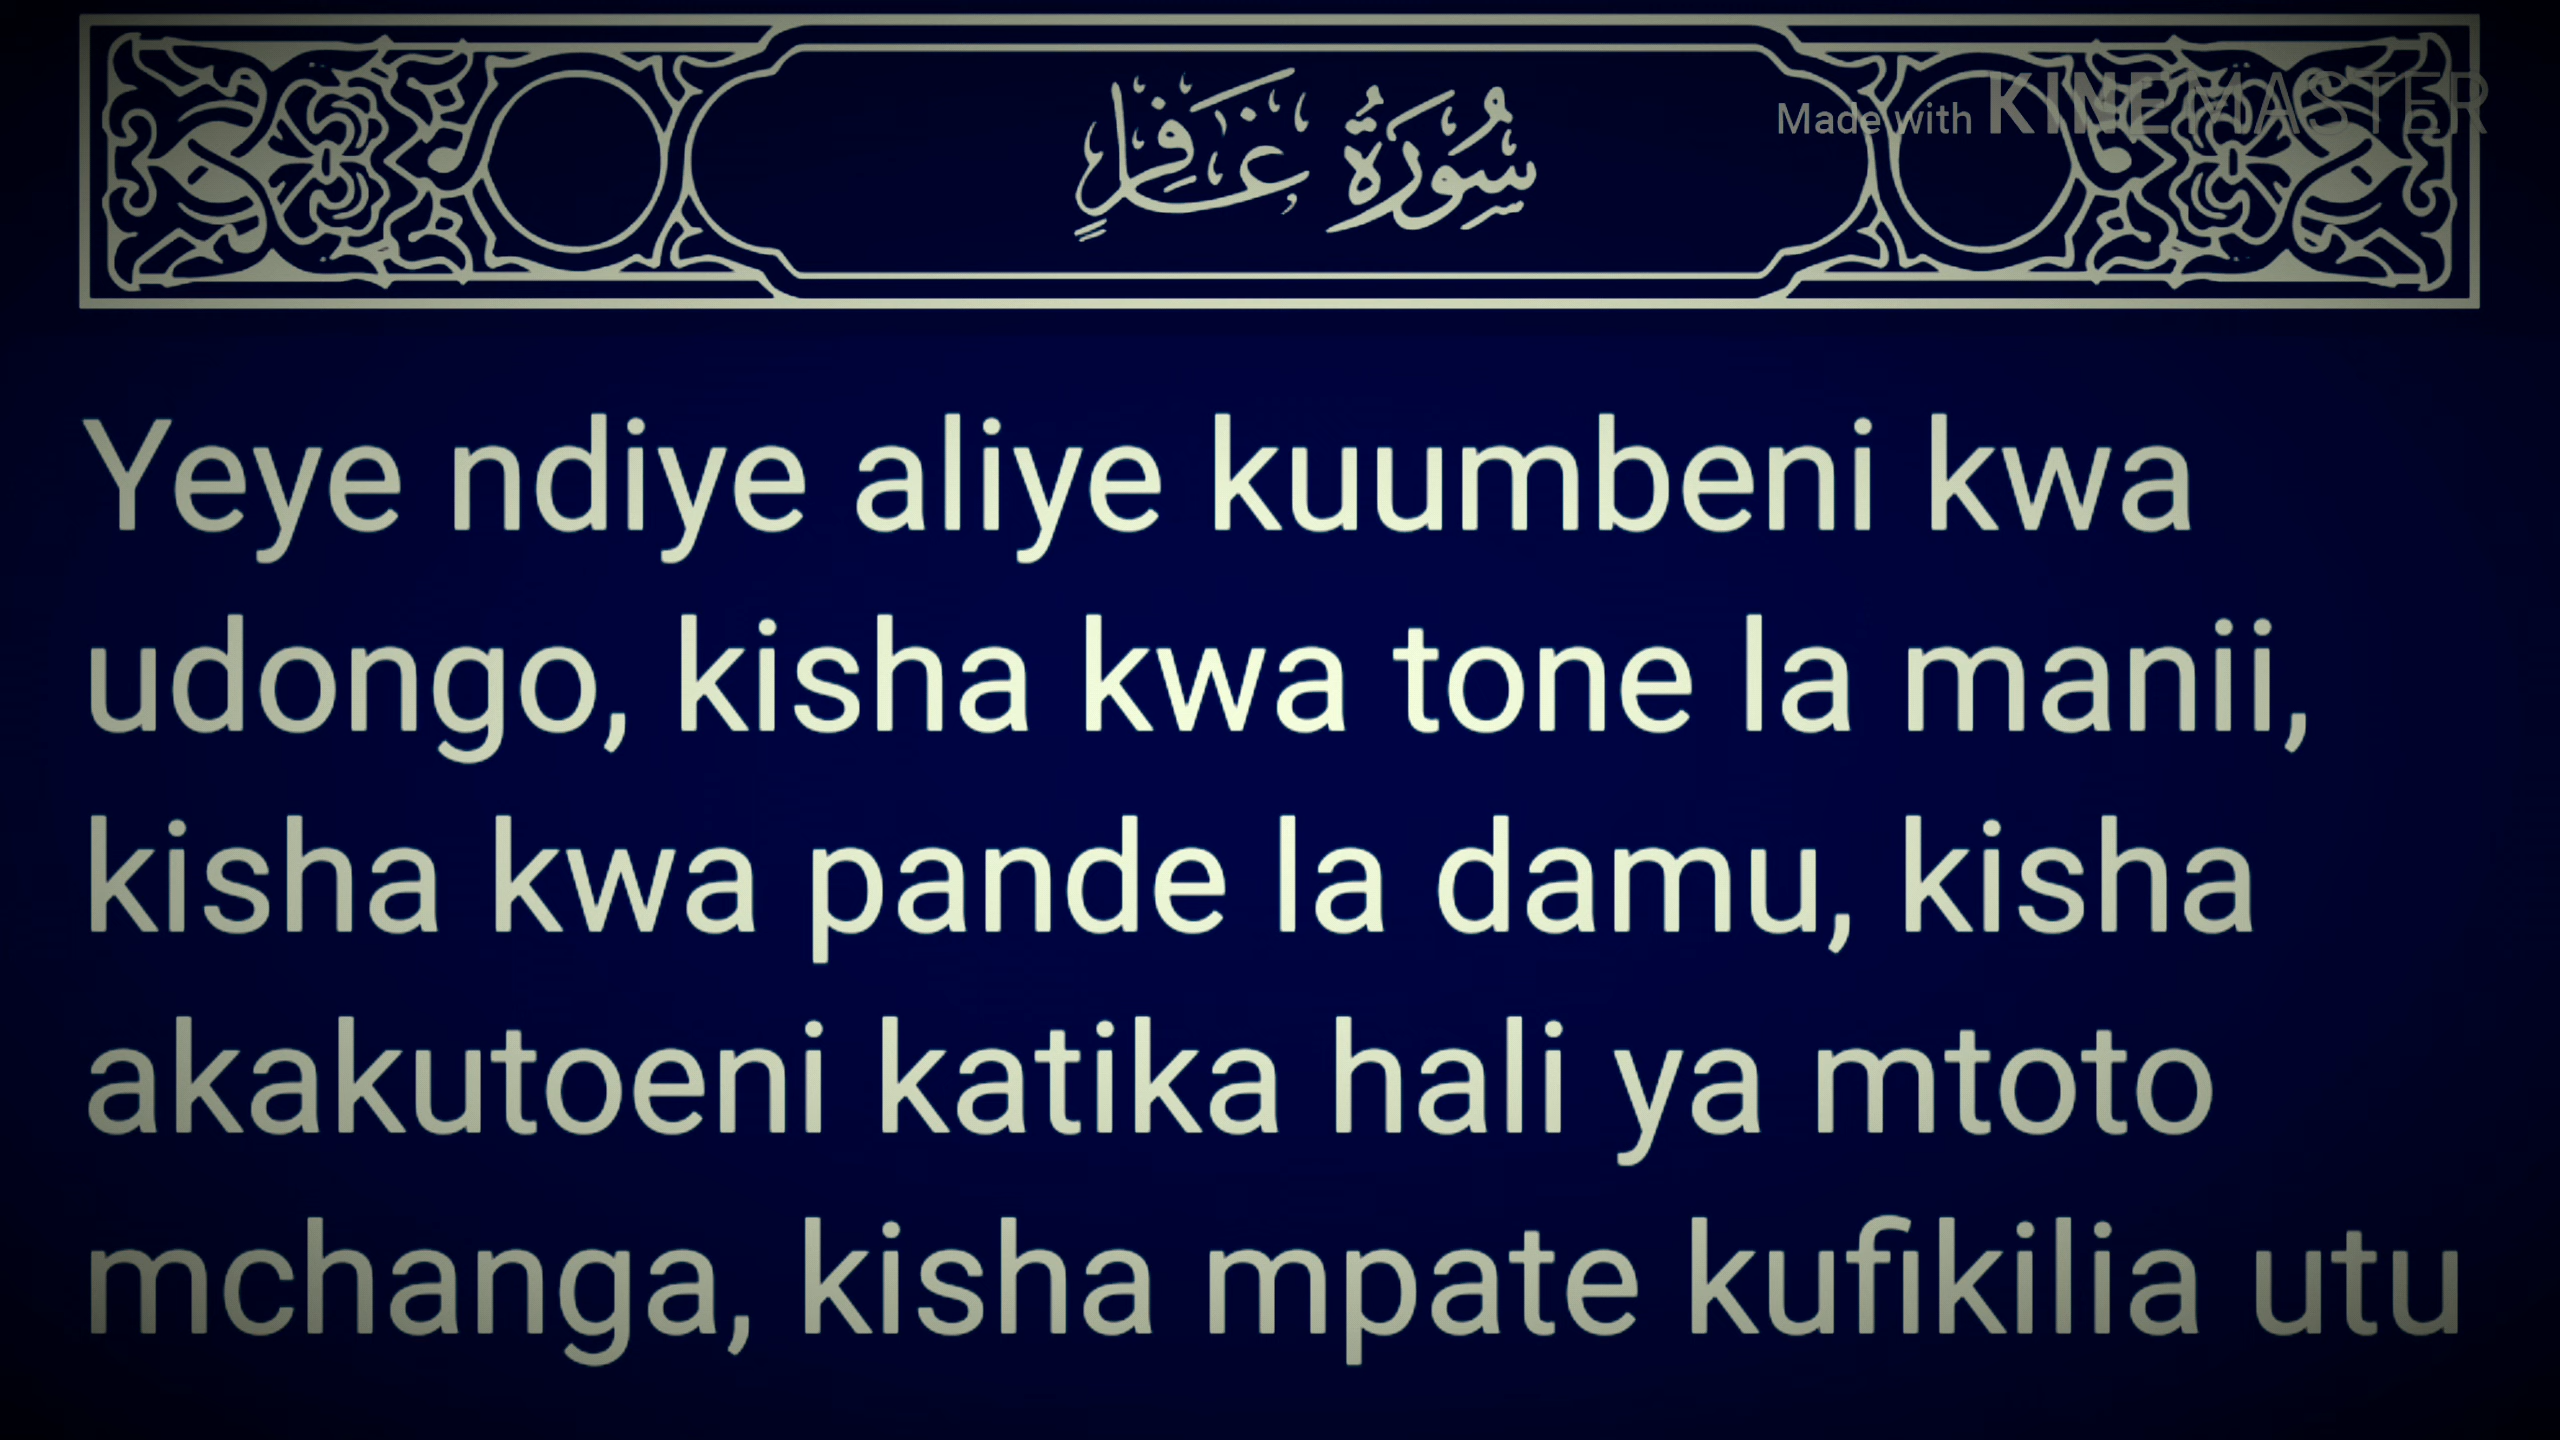 سُورَةُ غَافِرٍ
Made with KINEMASTER
Yeye ndiye aliye kuumbeni kwa
udongo, kisha kwa tone la manii,
kisha kwa pande la damu, kisha
akakutoeni katika hali ya mtoto
mchanga, kisha mpate kufikilia utu